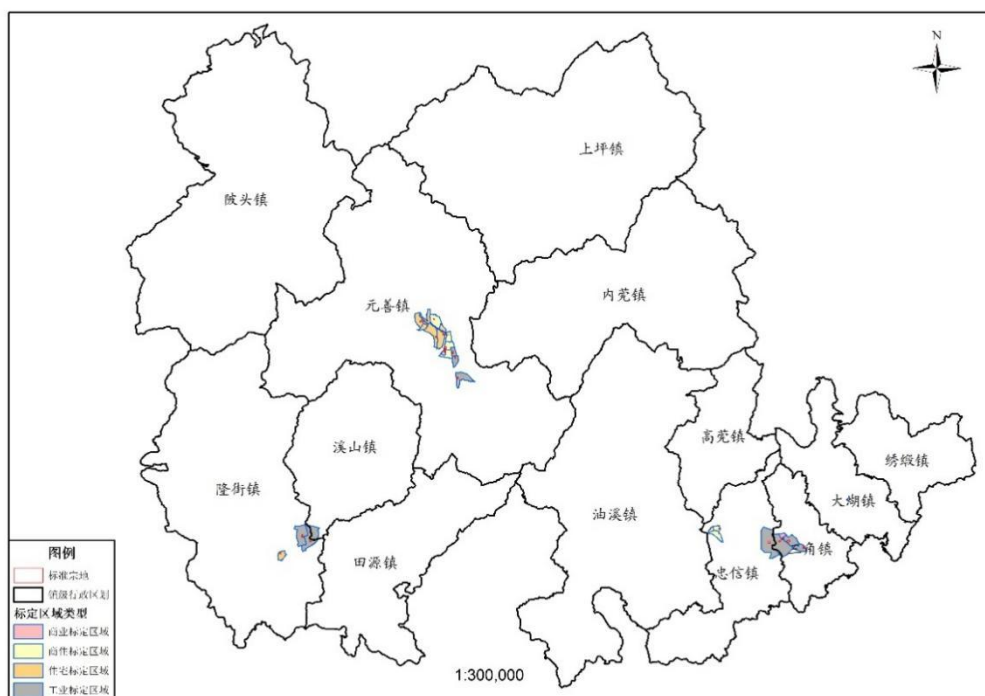 N
上坪镇
陂头镇
内莞镇
元善镇
高莞镇
绣缎镇
溪山镇
大湖镇
隆街镇
油溪镇
三角镇
田源镇
忠信镇
图例
标准宗地
镇级行政区划
标定区域类型
商业标定区域
商住标定区域
住宅标定区域
工业标定区域
1:300,000